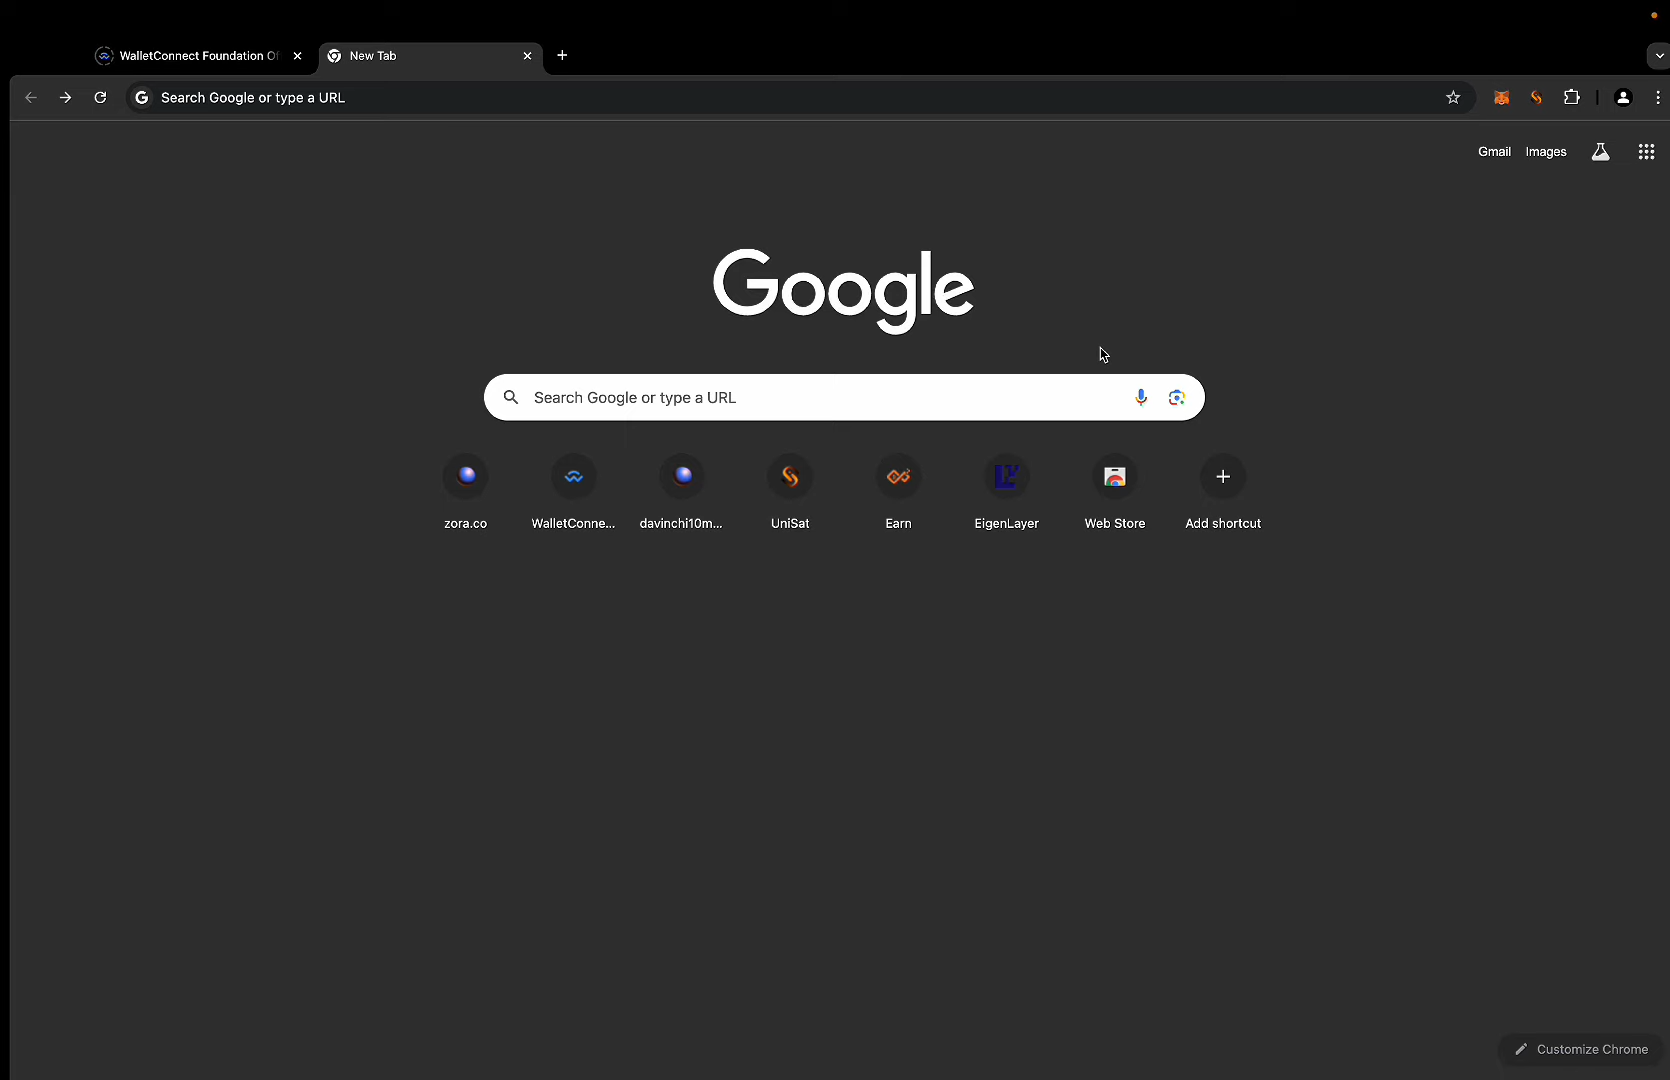 WalletConnect Foundation Of
New Tab
Search Google or type a URL
Gmail
Images
Google
Search Google or type a URL
zora.co
WalletConne...
davinchi10m...
UniSat
Earn
EigenLayer
Web Store
Add shortcut
Customize Chrome